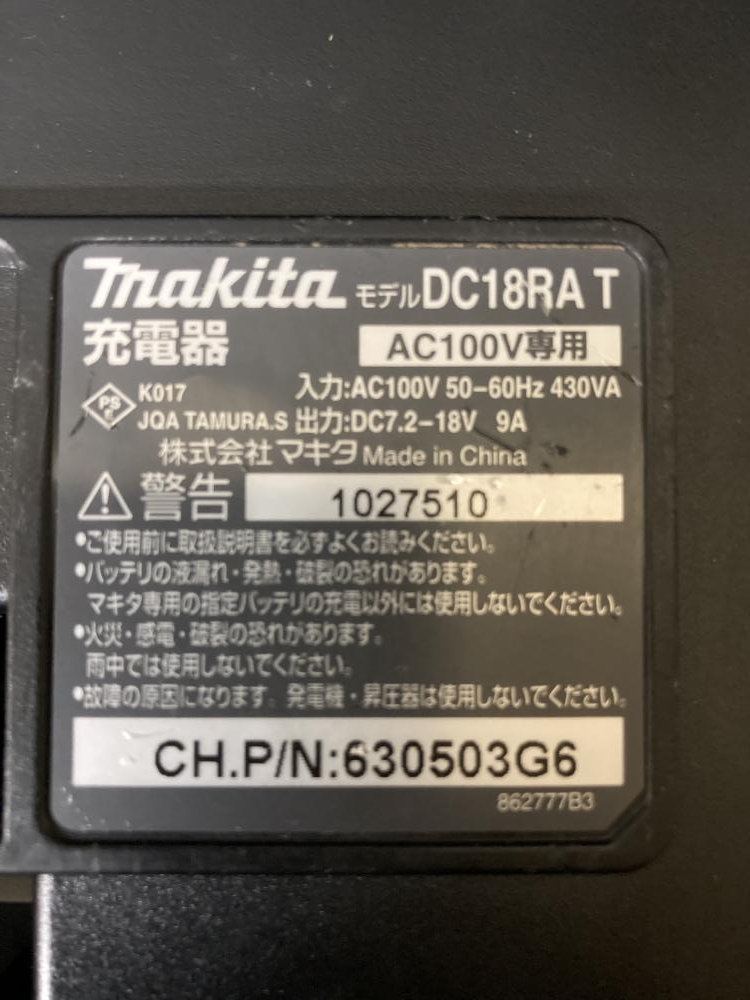 makita モデル DC18RA T
充電器 AC100V専用
PS E K017 入力:AC100V 50-60Hz 430VA
JQA TAMURA.S 出力:DC7.2-18V 9A
株式会社マキタ Made in China
警告 1027510
•ご使用前に取扱説明書を必ずよくお読みください。
•バッテリの液漏れ・発熱・破裂の恐れがあります。
マキタ専用の指定バッテリの充電以外には使用しないでください。
•火災・感電・破裂の恐れがあります。
雨中では使用しないでください。
•故障の原因になります。発電機・昇圧器は使用しないでください。
CH.P/N:630503G6
862777B3